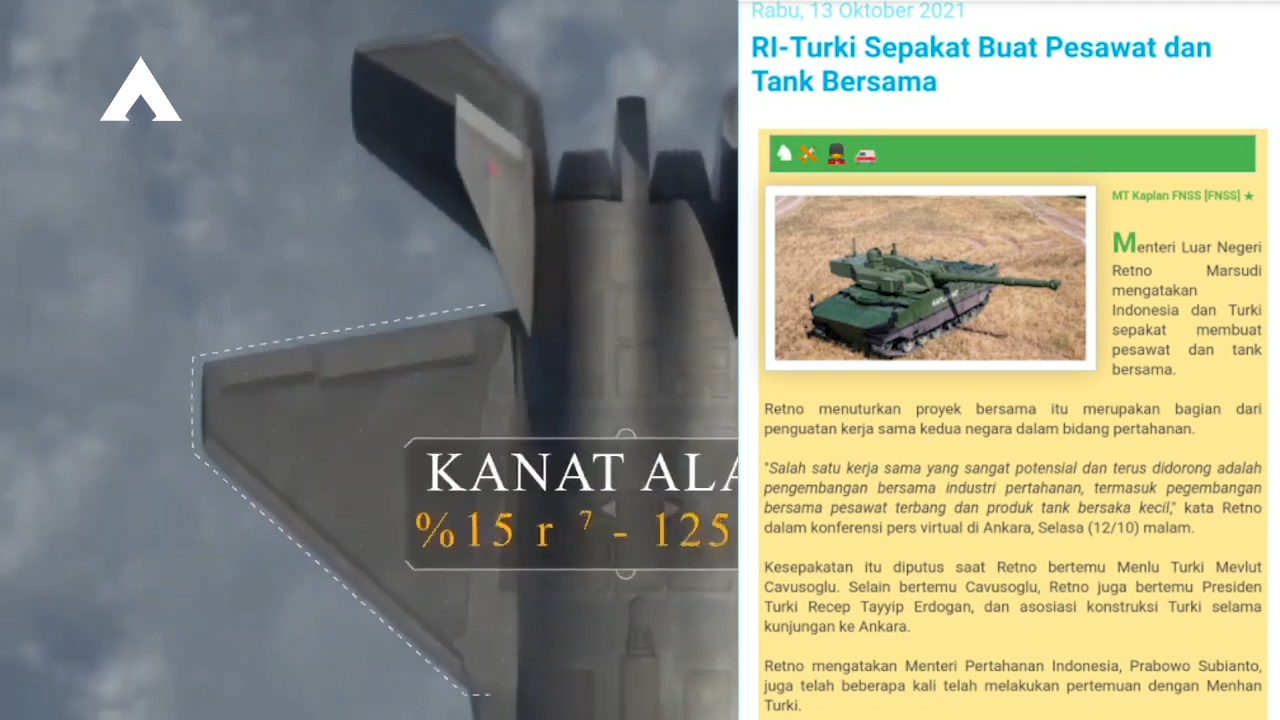 Rabu, 13 Oktober 2021
RI-Turki Sepakat Buat Pesawat dan
Tank Bersama
MT Kaplan FNSS [FNSS] ★
Menteri Luar Negeri
Retno Marsudi
mengatakan
Indonesia dan Turki
sepakat membuat
pesawat dan tank
bersama.
Retno menuturkan proyek bersama itu merupakan bagian dari
penguatan kerja sama kedua negara dalam bidang pertahanan.
"Salah satu kerja sama yang sangat potensial dan terus didorong adalah
pengembangan bersama industri pertahanan, termasuk pegembangan
bersama pesawat terbang dan produk tank bersaka kecil," kata Retno
dalam konferensi pers virtual di Ankara, Selasa (12/10) malam.
Kesepakatan itu diputus saat Retno bertemu Menlu Turki Mevlut
Cavusoglu. Selain bertemu Cavusoglu, Retno juga bertemu Presiden
Turki Recep Tayyip Erdogan, dan asosiasi konstruksi Turki selama
kunjungan ke Ankara.
Retno mengatakan Menteri Pertahanan Indonesia, Prabowo Subianto,
juga telah beberapa kali telah melakukan pertemuan dengan Menhan
Turki.
KANAT ALA
%15 r ⁷ - 125